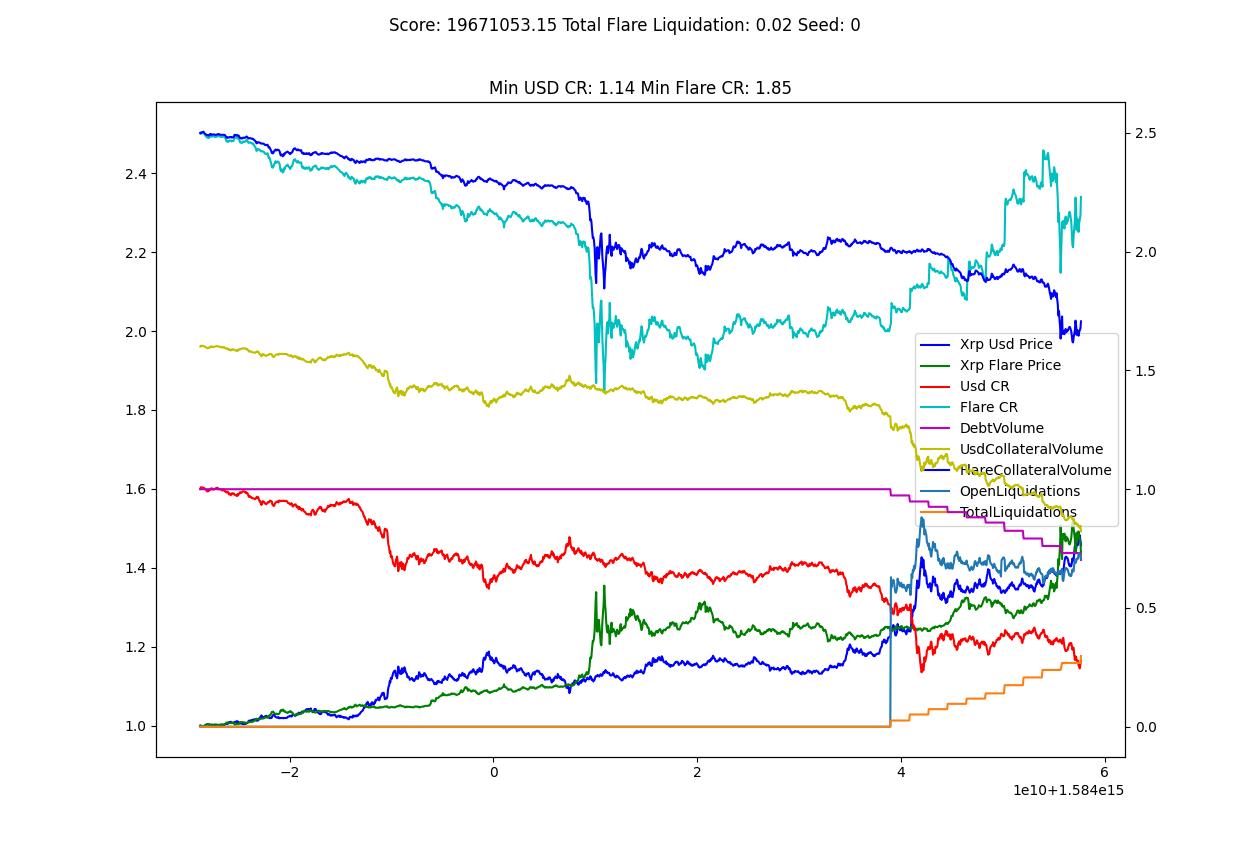 Score: 19671053.15 Total Flare Liquidation: 0.02 Seed: 0
Min USD CR: 1.14 Min Flare CR: 1.85
2.4
2.2
2.0
1.8
1.6
1.4
1.2
1.0
2.5
2.0
1.5
1.0
0.5
0.0
Xrp Usd Price
Xrp Flare Price
Usd CR
Flare CR
DebtVolume
UsdCollateralVolume
FlareCollateralVolume
OpenLiquidations
TotalLiquidations
−2 0 2 4 6
1e10+1.584e15